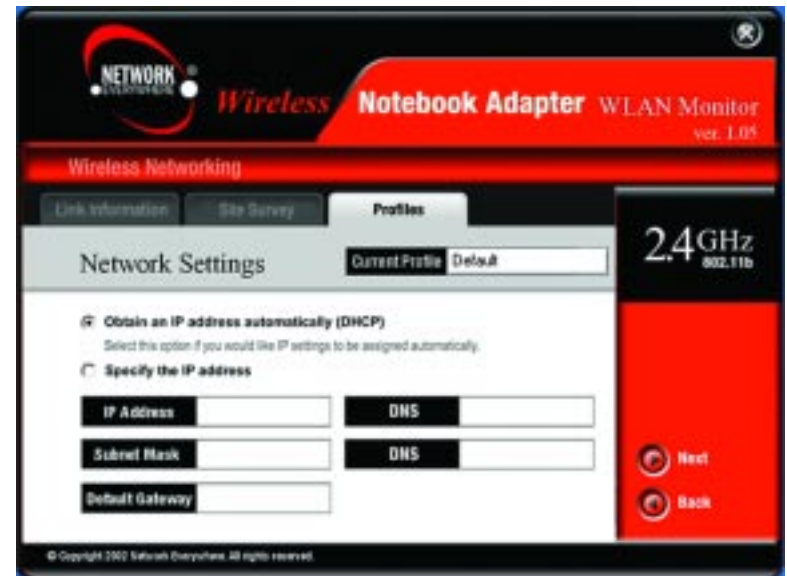 NETWORK
EVERYWHERE
Wireless Notebook Adapter WLAN Monitor
ver. 1.05
Wireless Networking
Link Information Site Survey Profiles
Network Settings Current Profile Default
2.4GHz
802.11b
Obtain an IP address automatically (DHCP)
Select this option if you would like IP settings to be assigned automatically.
Specify the IP address
IP Address DNS
Subnet Mask DNS
Default Gateway
Next
Back
© Copyright 2002 Network Everywhere. All rights reserved.